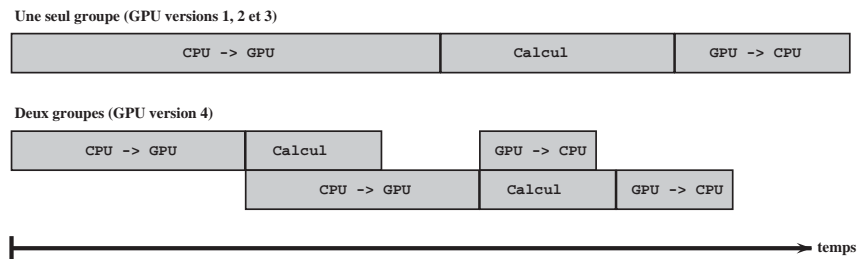 Une seul groupe (GPU versions 1, 2 et 3)
CPU -> GPU Calcul GPU -> CPU
Deux groupes (GPU version 4)
CPU -> GPU Calcul GPU -> CPU
CPU -> GPU Calcul GPU -> CPU
temps